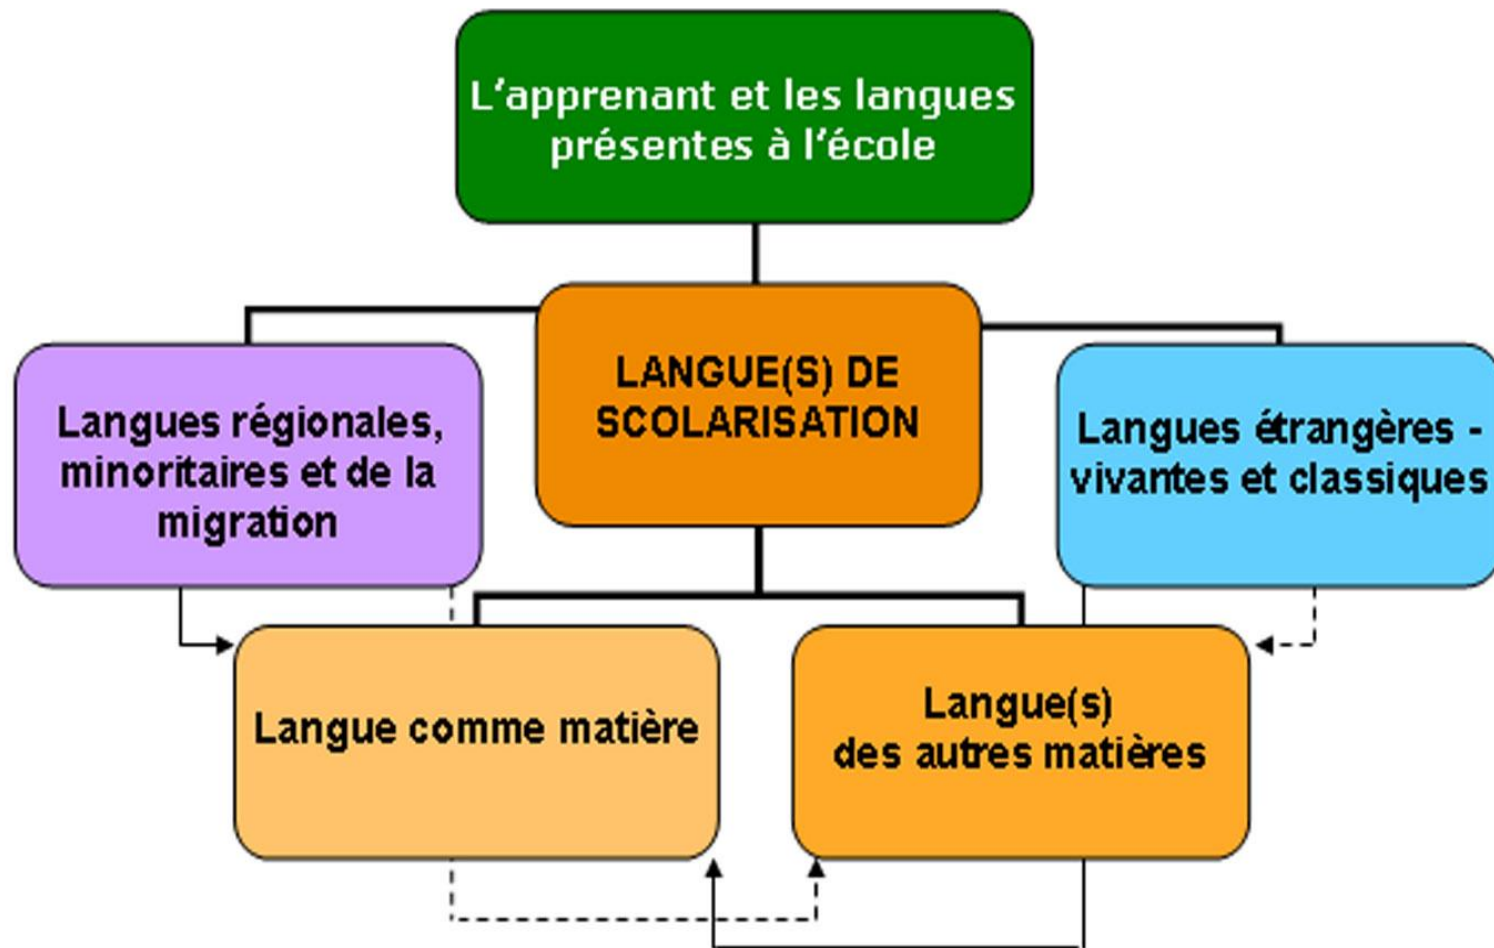 L'apprenant et les langues
présentes à l'école
LANGUE(S) DE
SCOLARISATION
Langues régionales,
minoritaires et de la
migration
Langues étrangères -
vivantes et classiques
Langue comme matière
Langue(s)
des autres matières